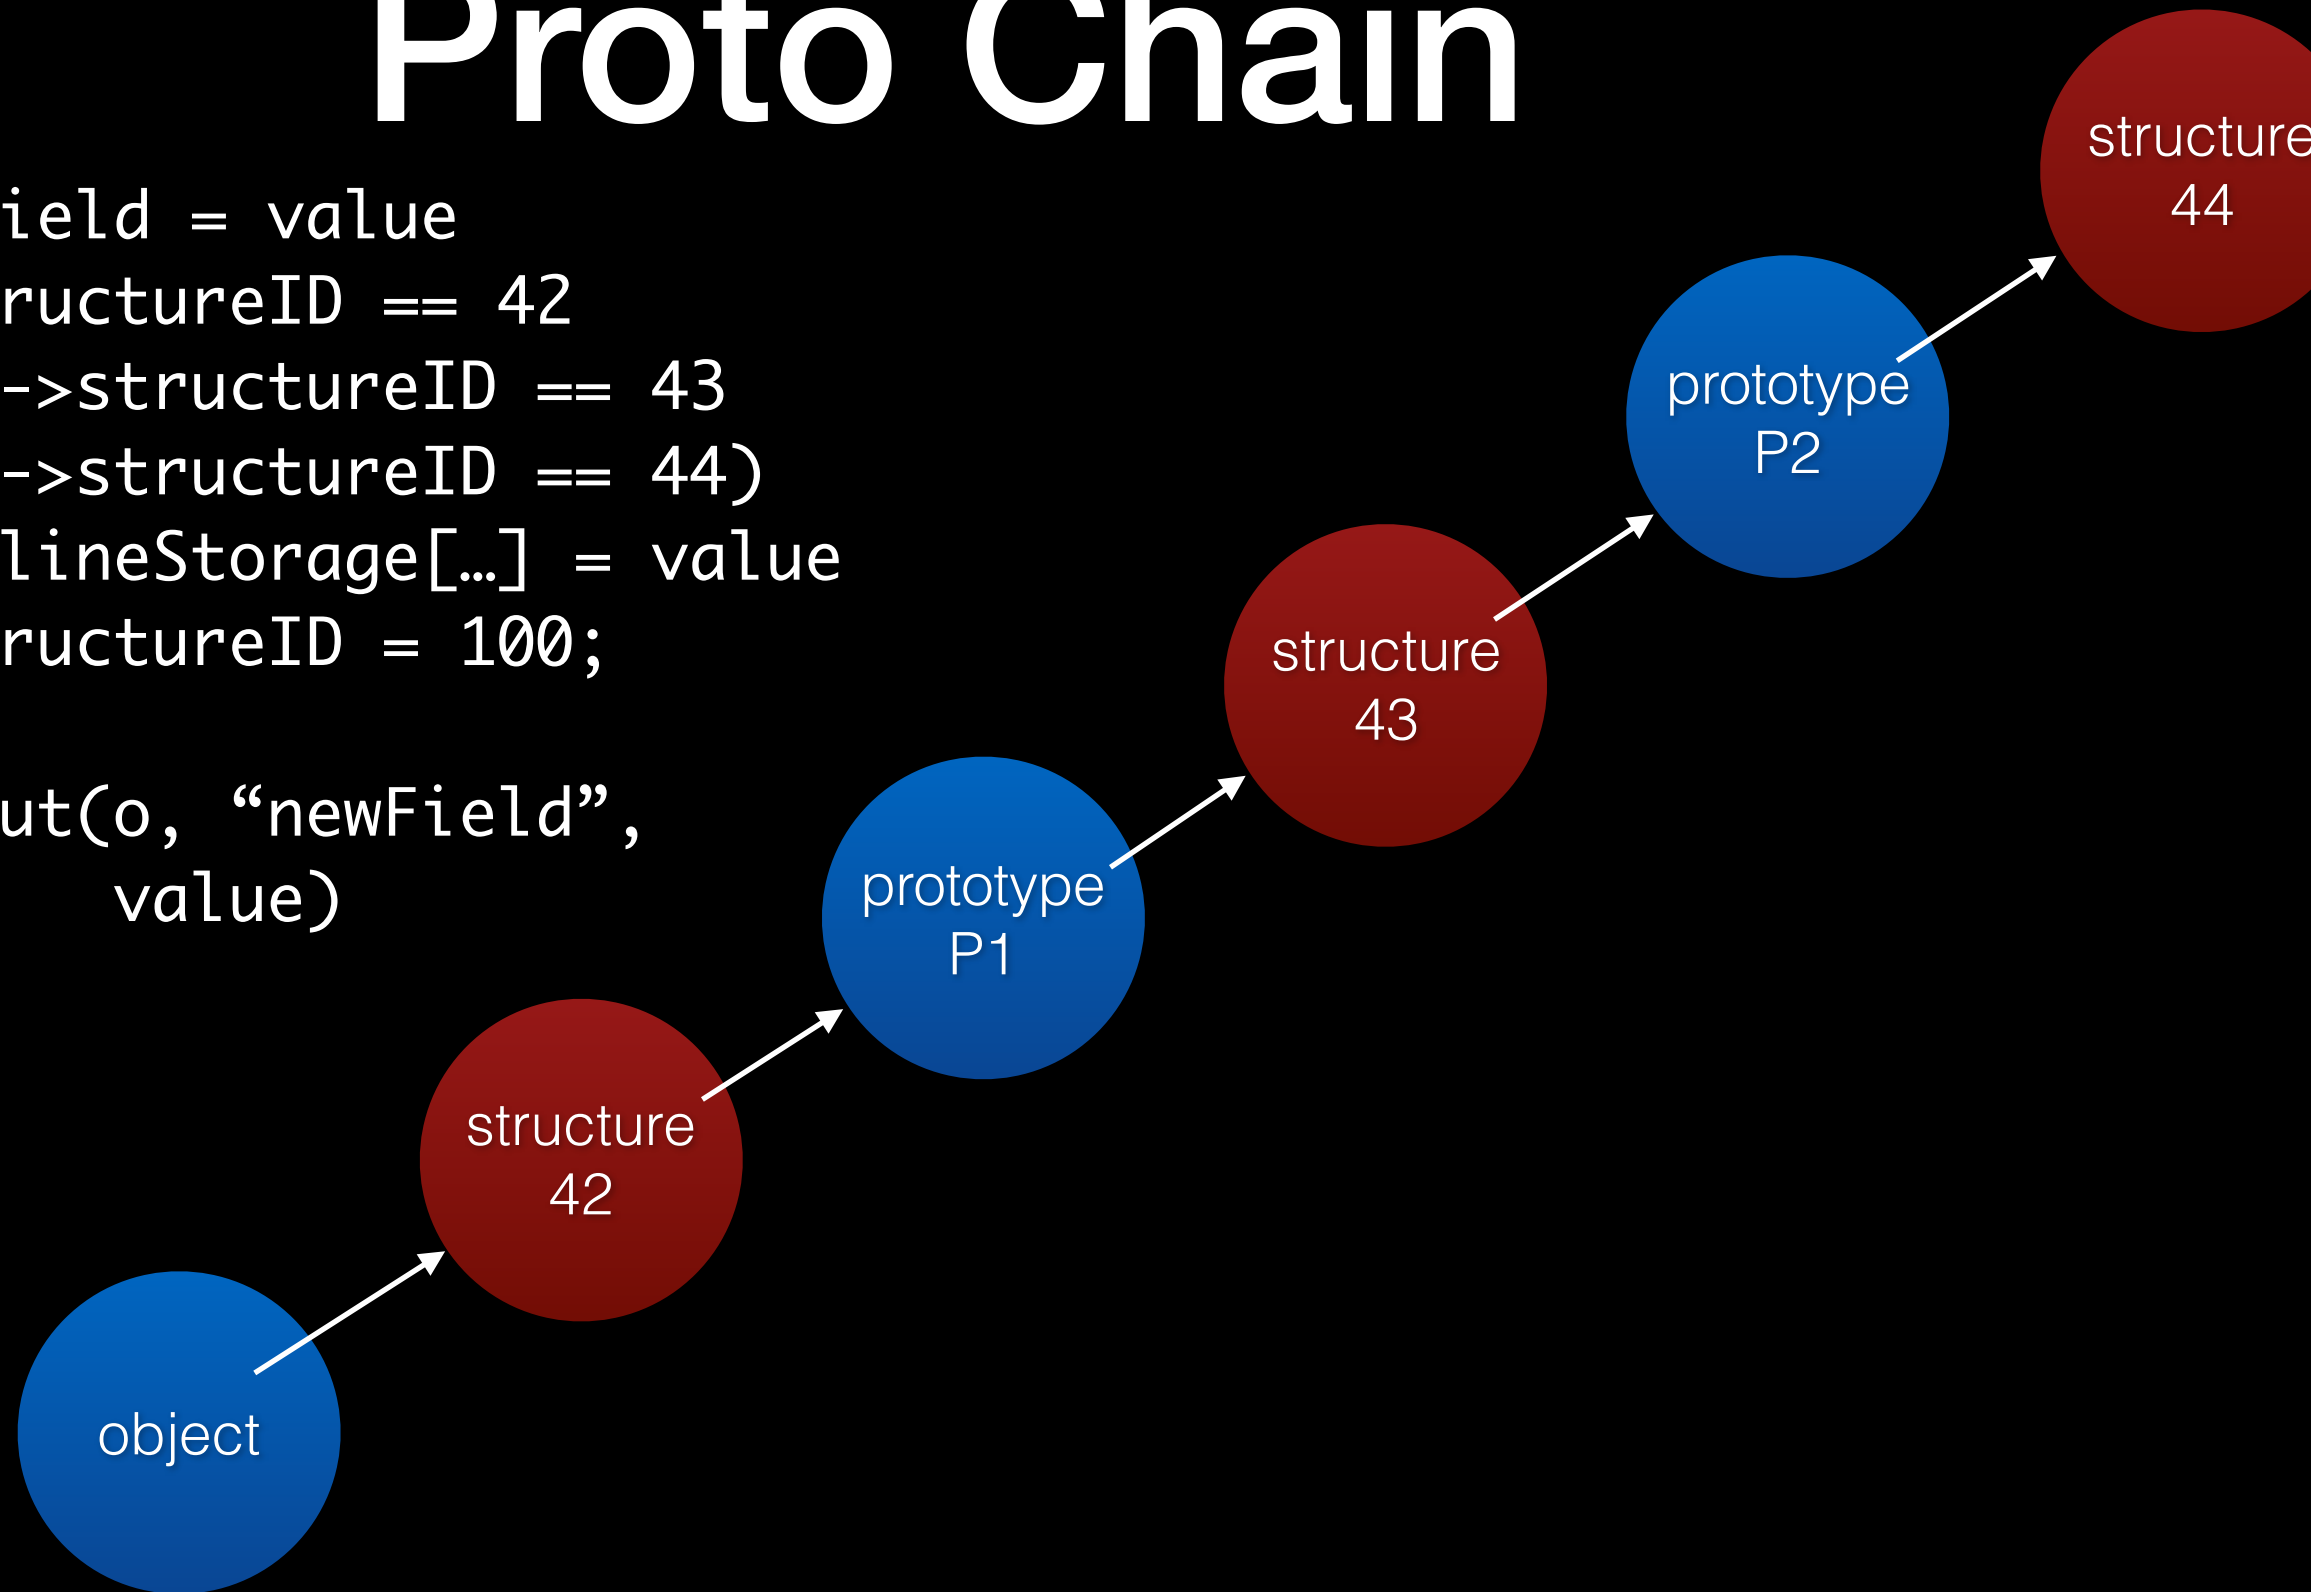 Proto Chain
ield = value
ructureID == 42
->structureID == 43
->structureID == 44)
lineStorage[…] = value
ructureID = 100;
ut(o, “newField”,
value)
structure
44
prototype
P2
structure
43
prototype
P1
structure
42
object